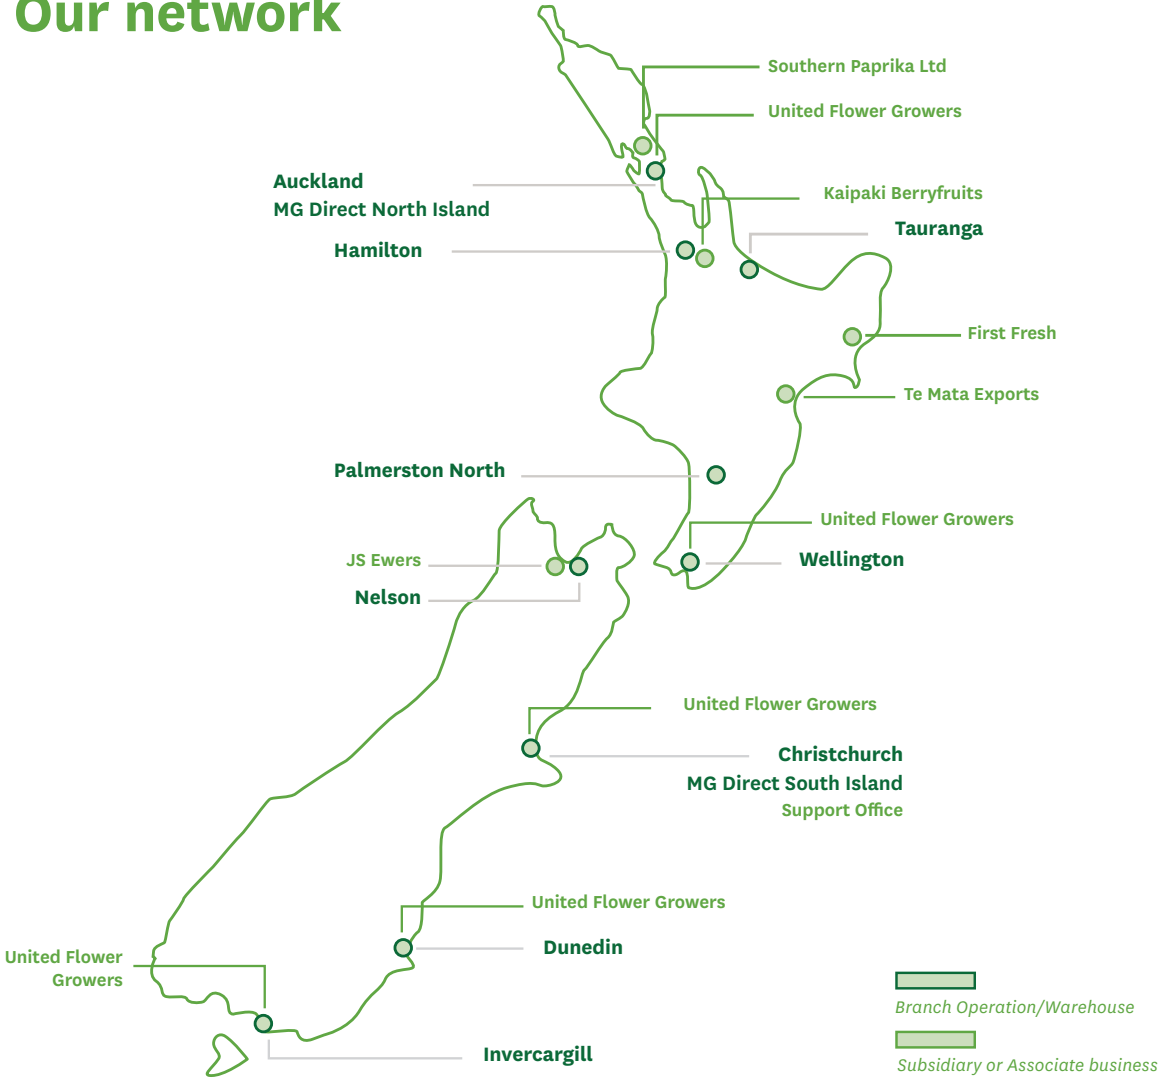 Our network
Southern Paprika Ltd
United Flower Growers
Auckland
MG Direct North Island
Kaipaki Berryfruits
Tauranga
Hamilton
First Fresh
Te Mata Exports
Palmerston North
United Flower Growers
Wellington
JS Ewers
Nelson
United Flower Growers
Christchurch
MG Direct South Island
Support Office
United Flower Growers
Dunedin
United Flower
Growers
Invercargill
Branch Operation/Warehouse
Subsidiary or Associate business